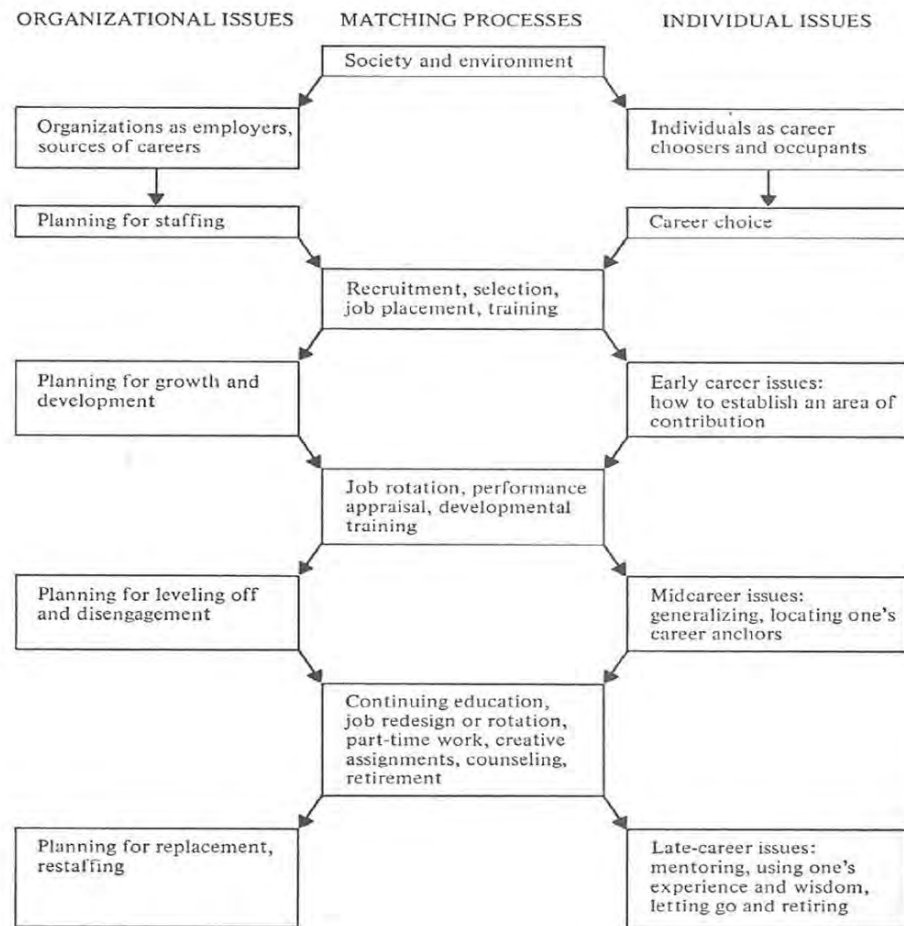 ORGANIZATIONAL ISSUES
MATCHING PROCESSES
INDIVIDUAL ISSUES
Society and environment
Organizations as employers,
sources of careers
Individuals as career
choosers and occupants
Planning for staffing
Career choice
Recruitment, selection,
job placement, training
Planning for growth and
development
Early career issues:
how to establish an area of
contribution
Job rotation, performance
appraisal, developmental
training
Planning for leveling off
and disengagement
Midcareer issues:
generalizing, locating one's
career anchors
Continuing education,
job redesign or rotation,
part-time work, creative
assignments, counseling,
retirement
Planning for replacement,
restaffing
Late-career issues:
mentoring, using one's
experience and wisdom,
letting go and retiring